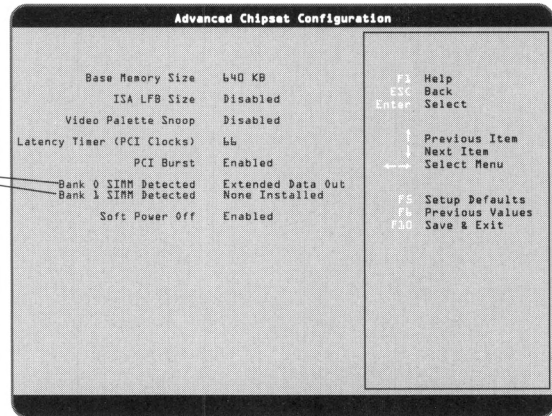 Advanced Chipset Configuration
Base Memory Size 640 KB
ISA LFB Size Disabled
Video Palette Snoop Disabled
Latency Timer (PCI Clocks) 66
PCI Burst Enabled
Bank 0 SIMM Detected Extended Data Out
Bank 1 SIMM Detected None Installed
Soft Power Off Enabled
F1 Help
ESC Back
Enter Select
↑ Previous Item
↓ Next Item
←→ Select Menu
F5 Setup Defaults
F6 Previous Values
F10 Save & Exit